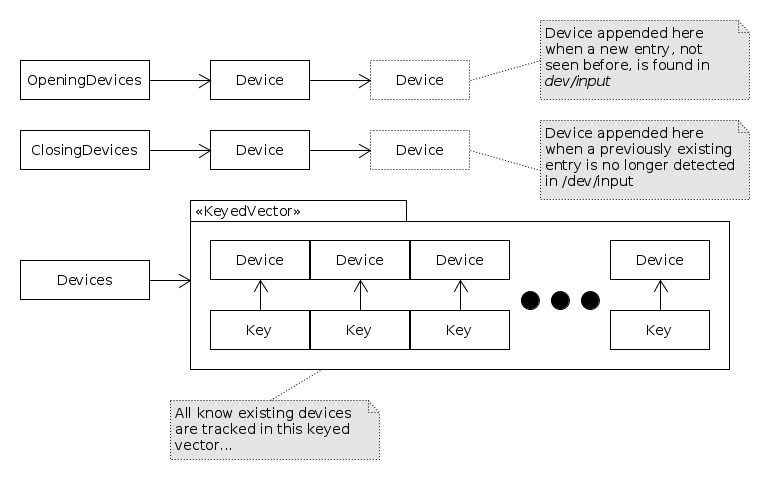 Device appended here
when a new entry, not
seen before, is found in
dev/input
OpeningDevices
Device
Device
Device appended here
when a previously existing
entry is no longer detected
in /dev/input
ClosingDevices
Device
Device
«KeyedVector»
Devices
Device
Device
Device
Device
Key
Key
Key
Key
All know existing devices
are tracked in this keyed
vector...